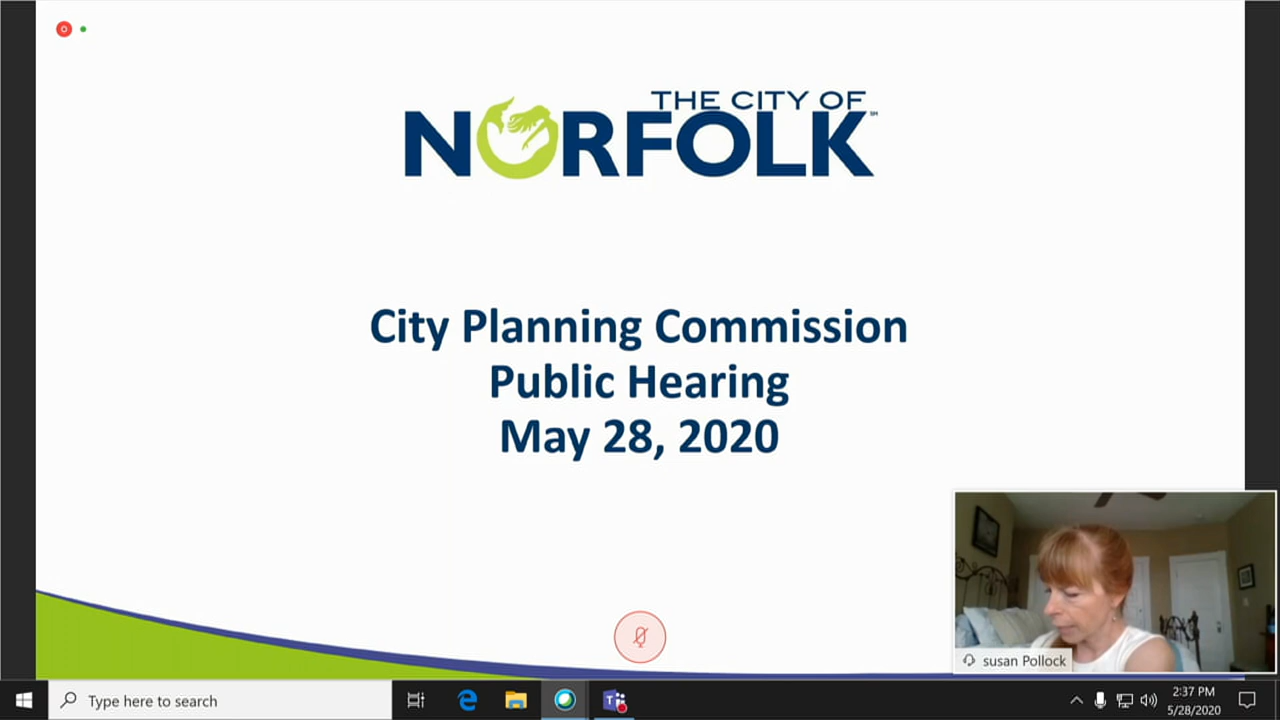 THE CITY OF
NORFOLK℠
City Planning Commission
Public Hearing
May 28, 2020
susan Pollock
Type here to search
2:37 PM
5/28/2020